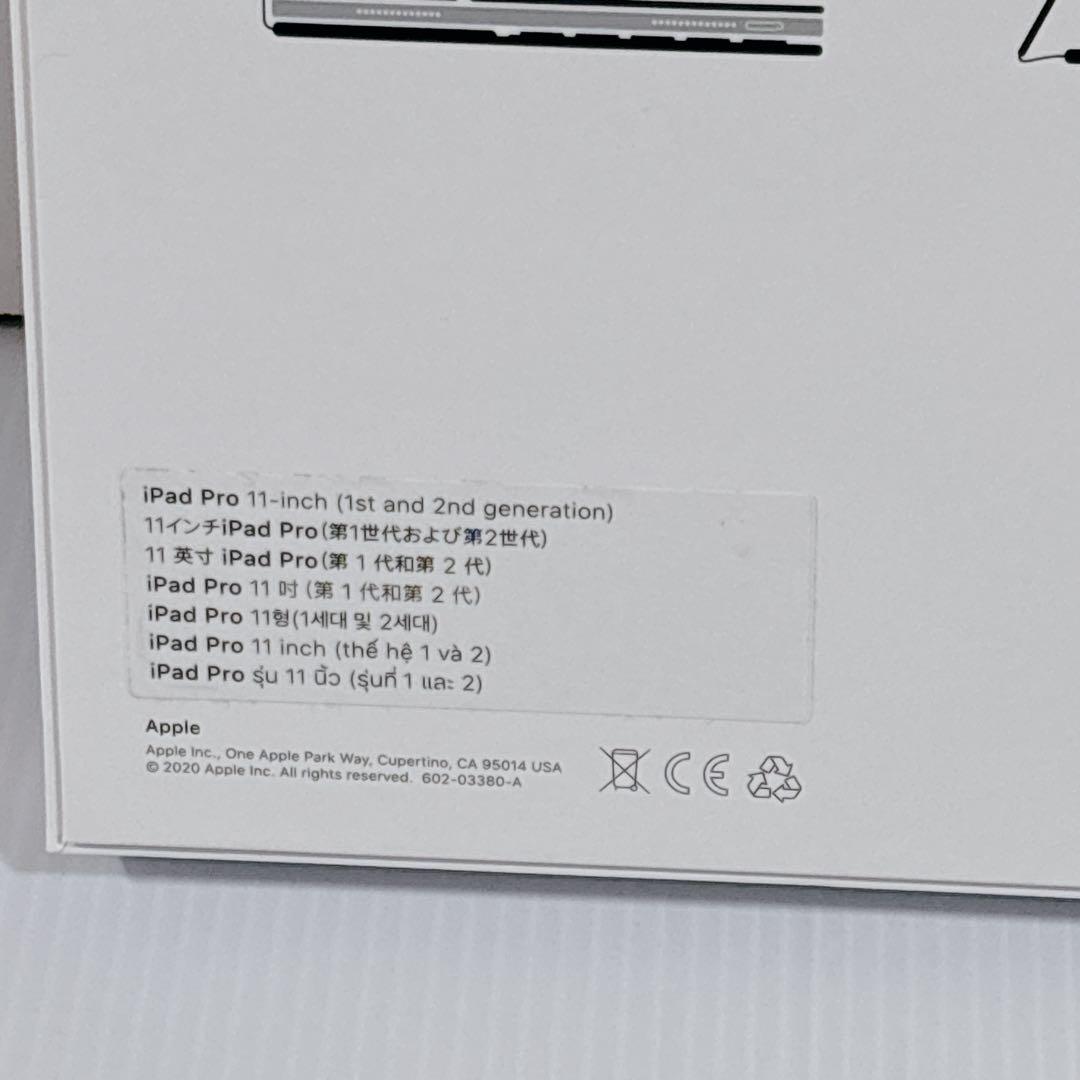 iPad Pro 11-inch (1st and 2nd generation)
11インチiPad Pro(第1世代および第2世代)
11 英寸 iPad Pro(第 1 代和第 2 代)
iPad Pro 11 吋 (第 1 代和第 2 代)
iPad Pro 11형(1세대 및 2세대)
iPad Pro 11 inch (thế hệ 1 và 2)
iPad Pro รุ่น 11 นิ้ว (รุ่นที่ 1 และ 2)
Apple
Apple Inc., One Apple Park Way, Cupertino, CA 95014 USA
© 2020 Apple Inc. All rights reserved. 602-03380-A
CE